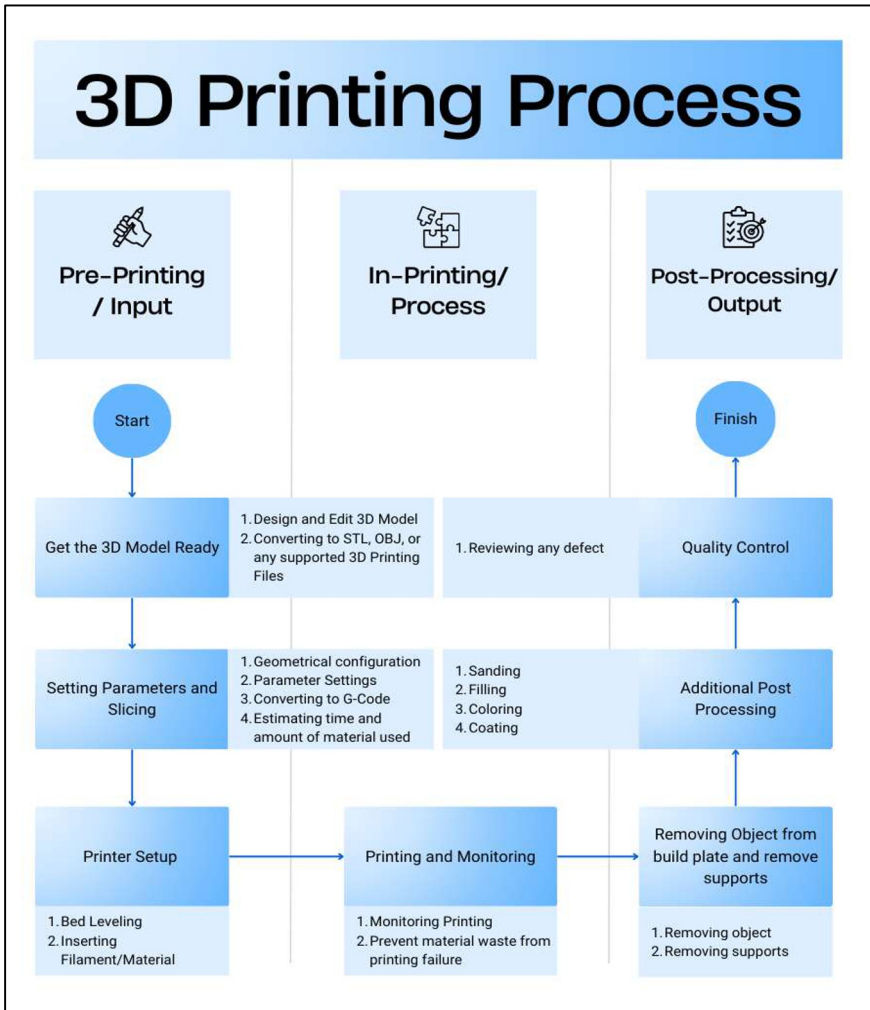 3D Printing Process
Pre-Printing
/ Input
In-Printing/
Process
Post-Processing/
Output
Start
Finish
Get the 3D Model Ready
1. Design and Edit 3D Model
2. Converting to STL, OBJ, or
any supported 3D Printing
Files
1. Reviewing any defect
Quality Control
Setting Parameters and
Slicing
1. Geometrical configuration
2. Parameter Settings
3. Converting to G-Code
4. Estimating time and
amount of material used
1. Sanding
2. Filling
3. Coloring
4. Coating
Additional Post
Processing
Printer Setup
1. Bed Leveling
2. Inserting
Filament/Material
Printing and Monitoring
1. Monitoring Printing
2. Prevent material waste from
printing failure
Removing Object from
build plate and remove
supports
1. Removing object
2. Removing supports